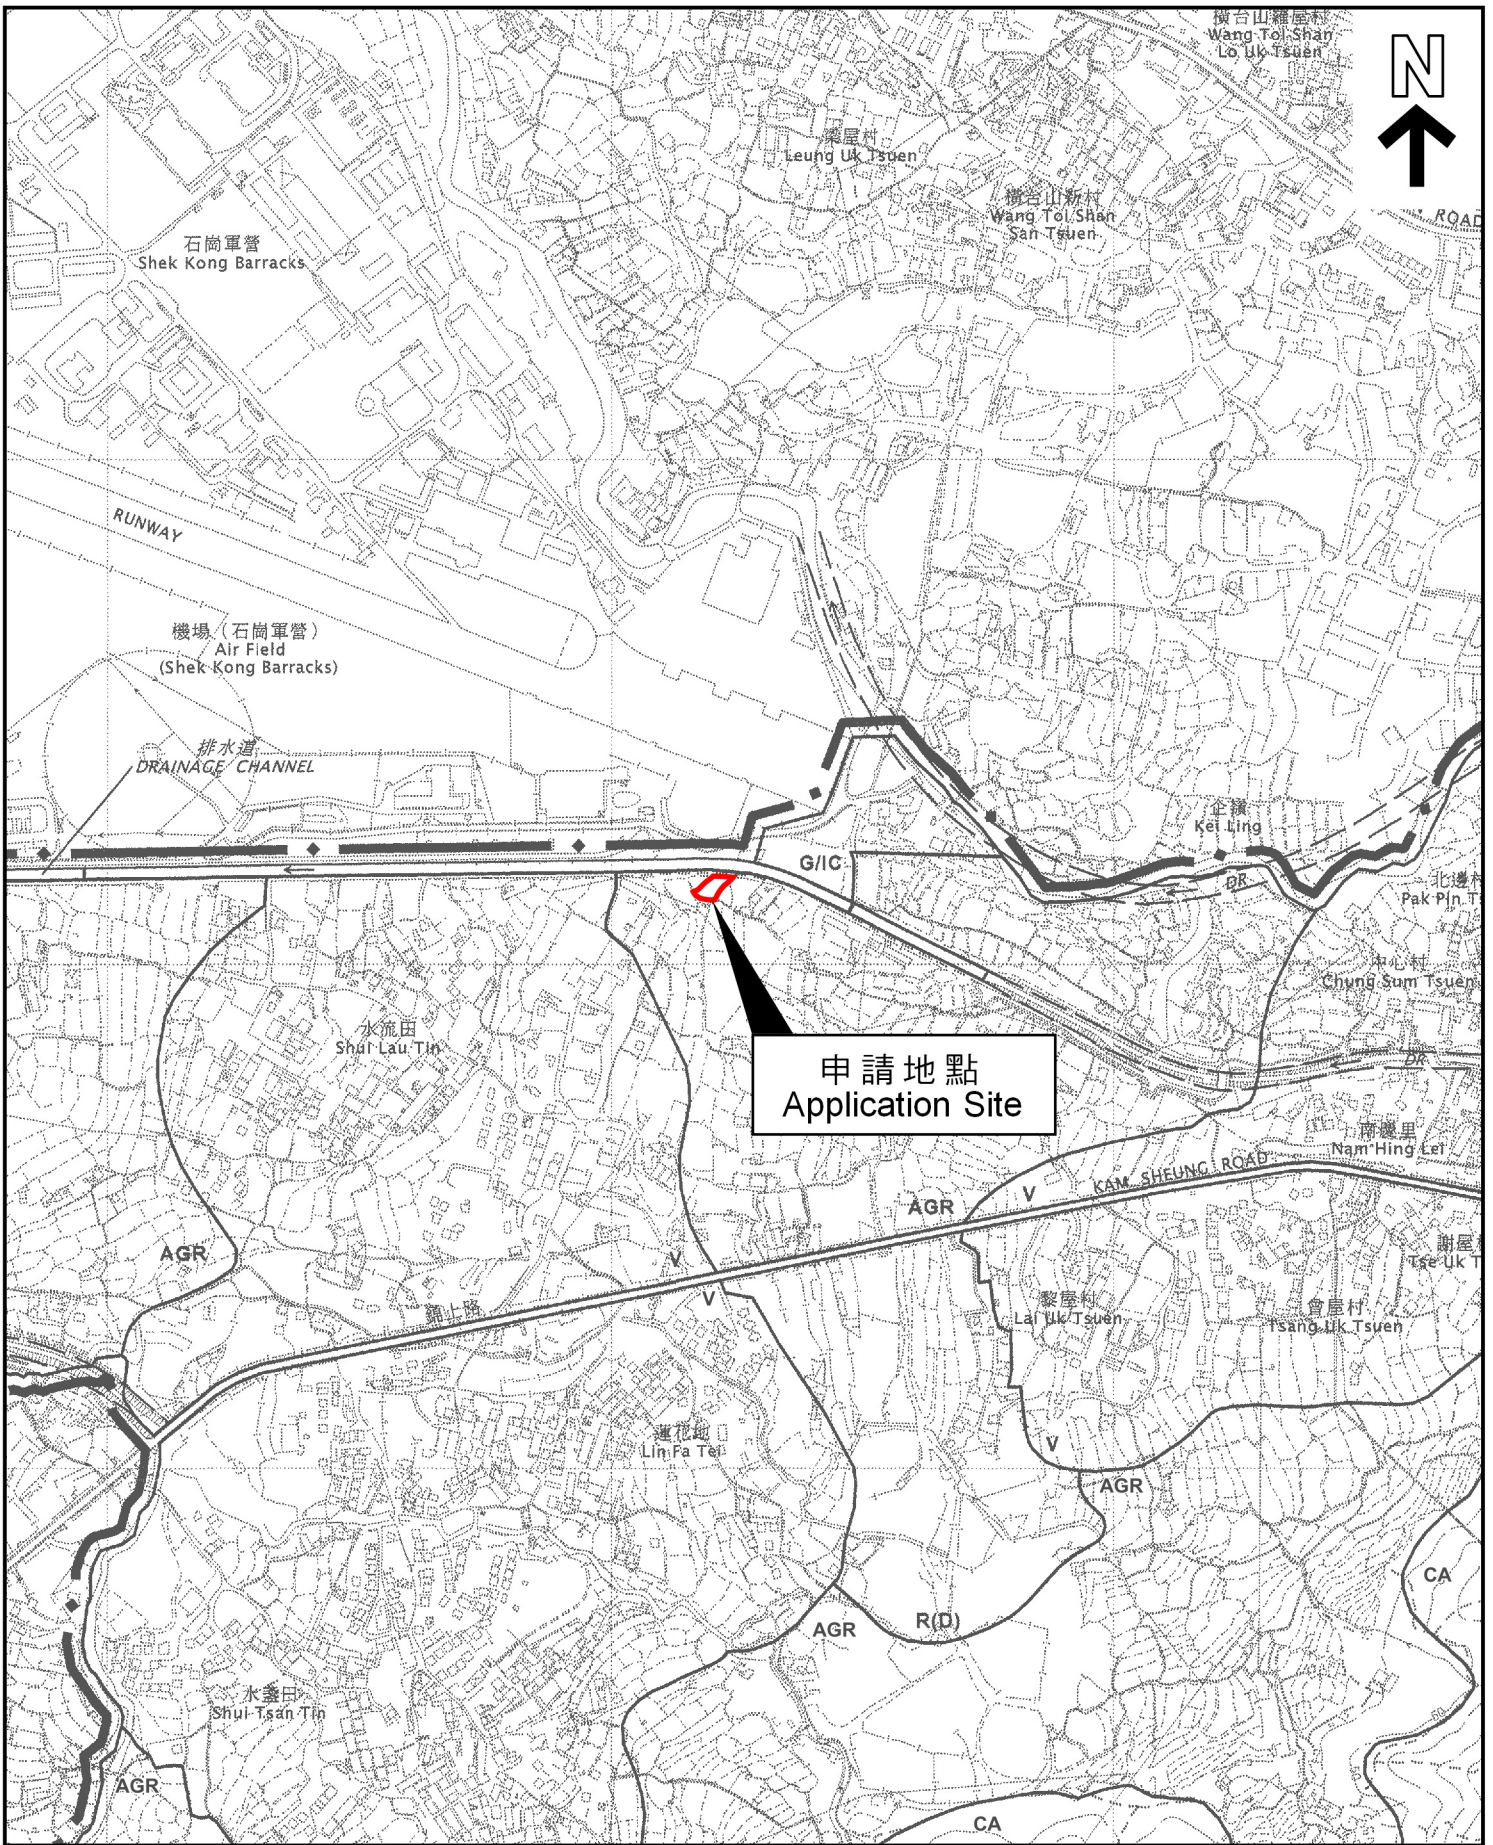 橫台山羅屋村
Wang Toi Shan
Lo Uk Tsuen
N
梁屋村
Leung Uk Tsuen
橫台山新村
Wang Toi Shan
San Tsuen
ROAD
石崗軍營
Shek Kong Barracks
RUNWAY
機場（石崗軍營）
Air Field
(Shek Kong Barracks)
排水道
DRAINAGE CHANNEL
企嶺
Kei Ling
G/IC
DR
北邊村
Pak Pin T
中心村
Chung Sum Tsuen
水流田
Shui Lau Tin
申請地點
Application Site
DR
南慶里
Nam Hing Lei
KAM SHEUNG ROAD
V
AGR
AGR
V
V
謝屋村
Tse Uk T
黎屋村
Lai Uk Tsuen
曾屋村
Tsang Uk Tsuen
錦上路
蓮花地
Lin Fa Tei
V
AGR
CA
AGR
R(D)
水盞田
Shui Tsan Tin
AGR
CA